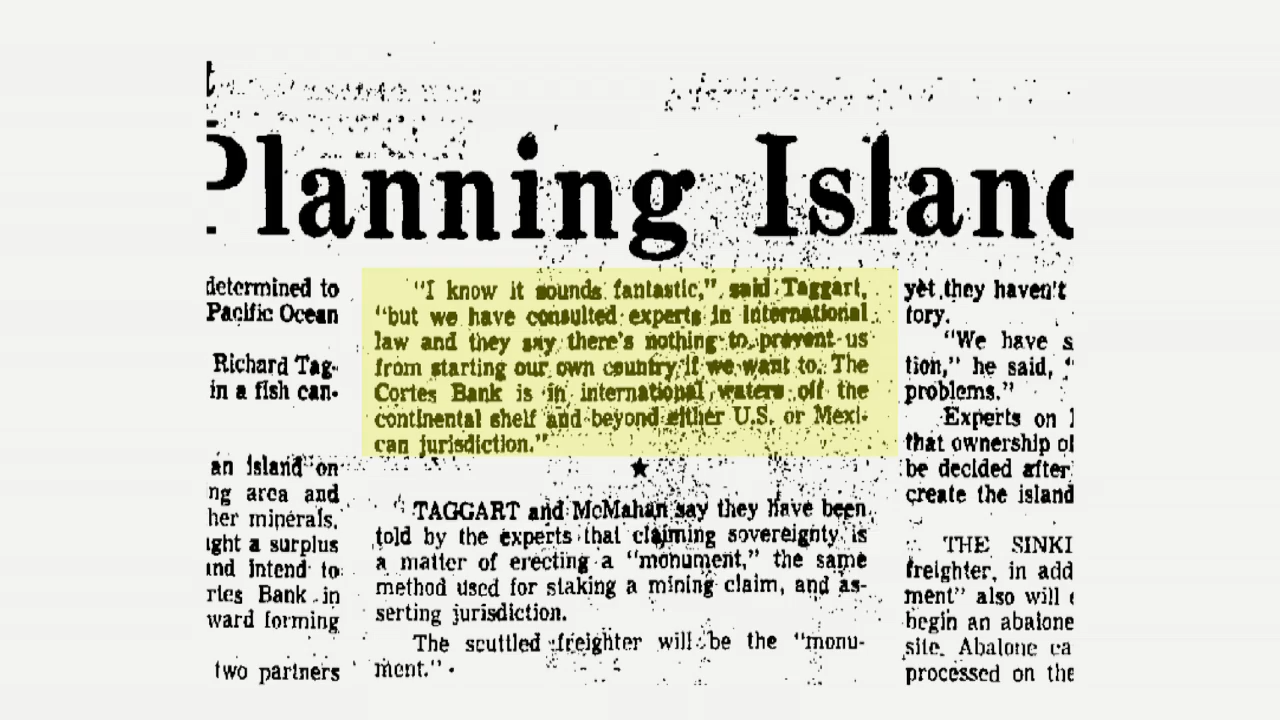 Planning Islan
determined to
Pacific Ocean
Richard Tag-
in a fish can-
an island" on
ng area and
her minerals.
ight a surplus
and intend to
rtes Bank in
ward forming
two partners
"I know it sounds fantastic," said Taggart,
"but we have consulted experts in international
law and they say there's nothing to prevent us
from starting our own country if we want to. The
Cortes Bank is in international waters off the
continental shelf and beyond either U.S. or Mexi-
can jurisdiction."
★
TAGGART and McMahan say they have been
told by the experts that claiming sovereignty is
a matter of erecting a "monument," the same
method used for staking a mining claim, and as-
serting jurisdiction.
The scuttled freighter will be the "monu-
ment."
yet they haven't
tory.
"We have s
tion," he said, "
problems."
Experts on
that ownership of
be decided after
create the island
THE SINKI
freighter, in add
ment" also will
begin an abalone
site. Abalone ca
processed on the